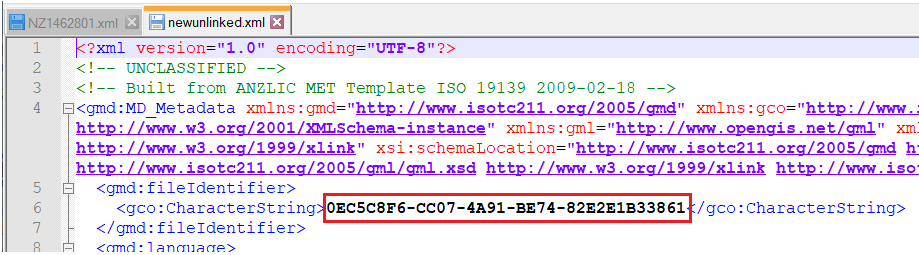 NZ1462801.xml newunlinked.xml
1 <?xml version="1.0" encoding="UTF-8"?>
2 <!-- UNCLASSIFIED -->
3 <!-- Built from ANZLIC MET Template ISO 19139 2009-02-18 -->
4 <gmd:MD_Metadata xmlns:gmd="http://www.isotc211.org/2005/gmd" xmlns:gco="http://www.i
http://www.w3.org/2001/XMLSchema-instance" xmlns:gml="http://www.opengis.net/gml" xm
http://www.w3.org/1999/xlink" xsi:schemaLocation="http://www.isotc211.org/2005/gmd h
http://www.isotc211.org/2005/gml/gml.xsd http://www.w3.org/1999/xlink http://www.iso
5 <gmd:fileIdentifier>
6 <gco:CharacterString>0EC5C8F6-CC07-4A91-BE74-82E2E1B33861</gco:CharacterString>
7 </gmd:fileIdentifier>
8 <gmd:language>